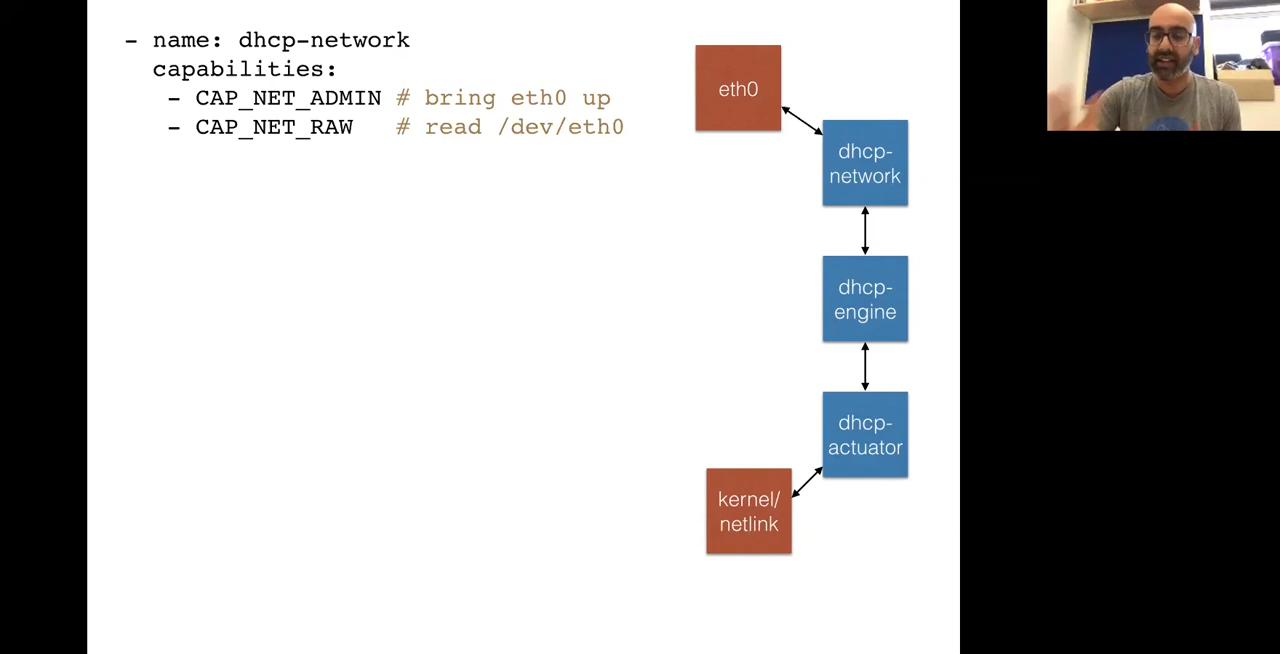 - name: dhcp-network
capabilities:
- CAP_NET_ADMIN # bring eth0 up
- CAP_NET_RAW # read /dev/eth0
eth0
dhcp-
network
dhcp-
engine
dhcp-
actuator
kernel/
netlink